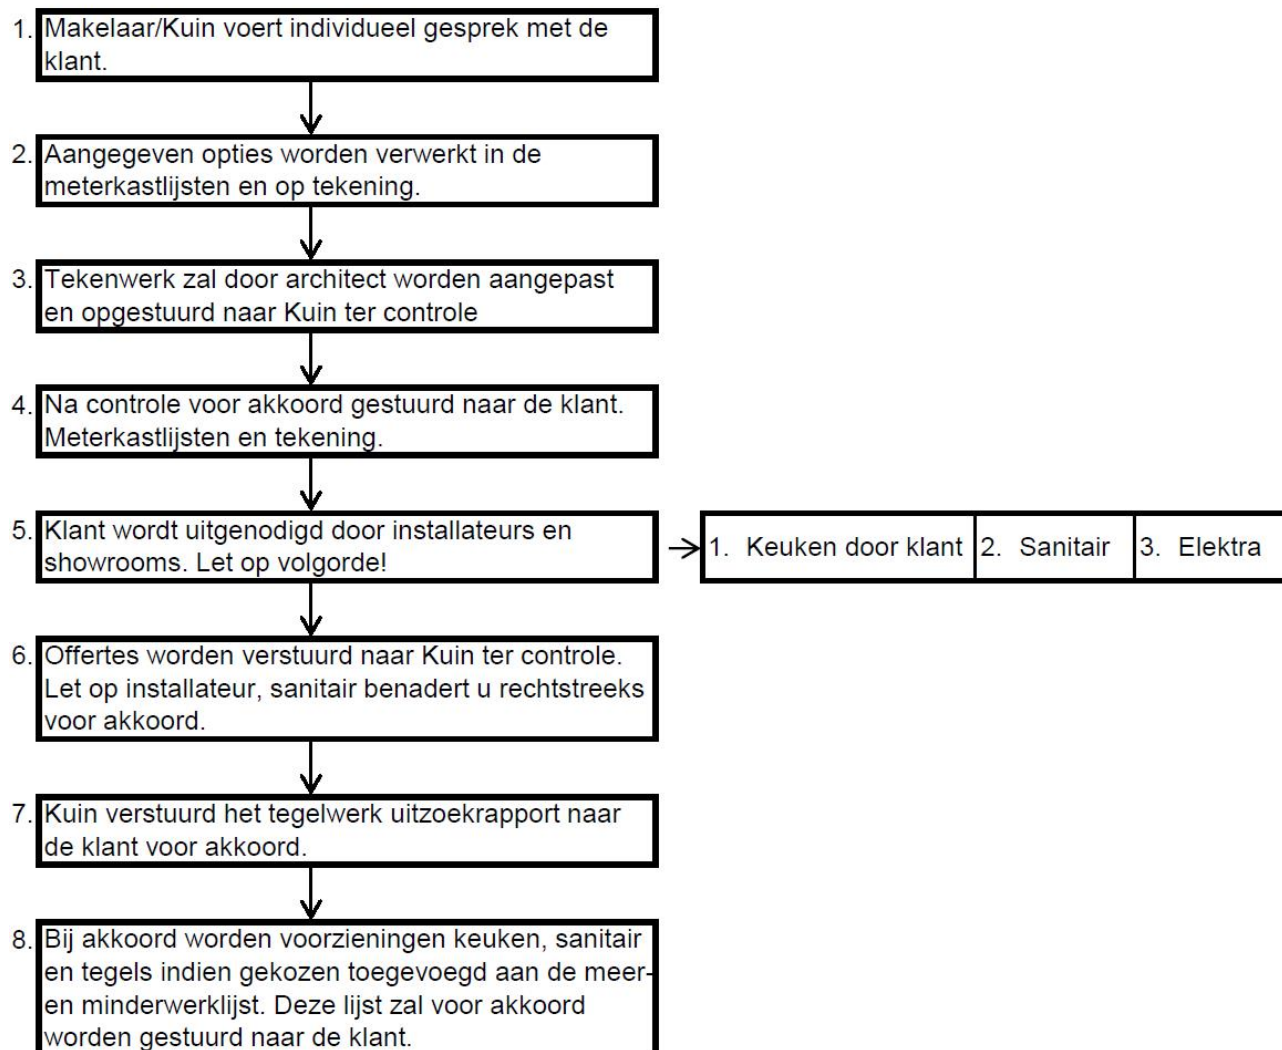 1. Makelaar/Kuin voert individueel gesprek met de
klant.
2. Aangegeven opties worden verwerkt in de
meterkastlijsten en op tekening.
3. Tekenwerk zal door architect worden aangepast
en opgestuurd naar Kuin ter controle
4. Na controle voor akkoord gestuurd naar de klant.
Meterkastlijsten en tekening.
5. Klant wordt uitgenodigd door installateurs en
showrooms. Let op volgorde!
1. Keuken door klant 2. Sanitair 3. Elektra
6. Offertes worden verstuurd naar Kuin ter controle.
Let op installateur, sanitair benadert u rechtstreeks
voor akkoord.
7. Kuin verstuurd het tegelwerk uitzoekrapport naar
de klant voor akkoord.
8. Bij akkoord worden voorzieningen keuken, sanitair
en tegels indien gekozen toegevoegd aan de meer-
en minderwerklijst. Deze lijst zal voor akkoord
worden gestuurd naar de klant.